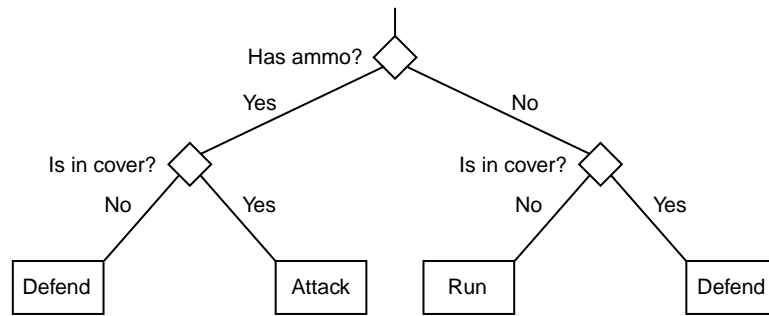 Has ammo?
Yes
No
Is in cover?
Is in cover?
No
Yes
No
Yes
Defend
Attack
Run
Defend